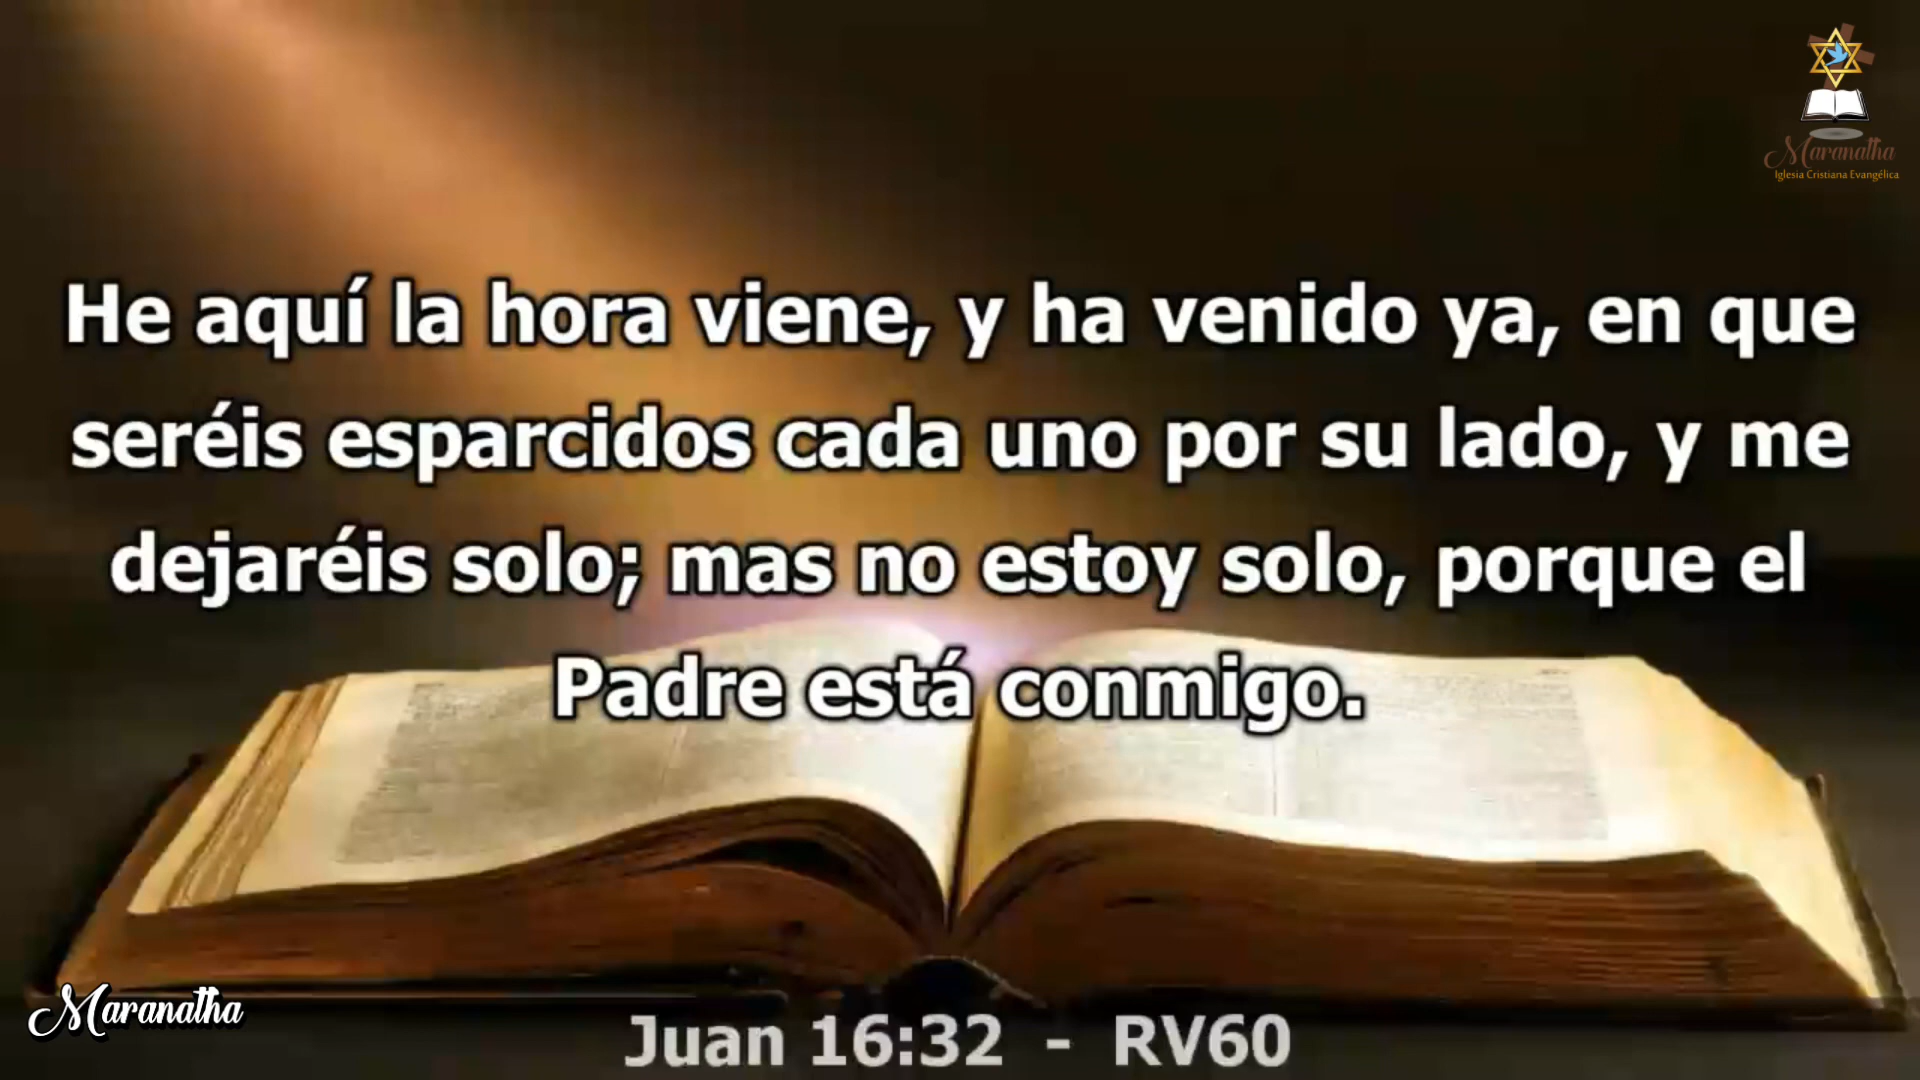 Maranatha
Iglesia Cristiana Evangélica
He aquí la hora viene, y ha venido ya, en que
seréis esparcidos cada uno por su lado, y me
dejaréis solo; mas no estoy solo, porque el
Padre está conmigo.
Maranatha
Juan 16:32 - RV60